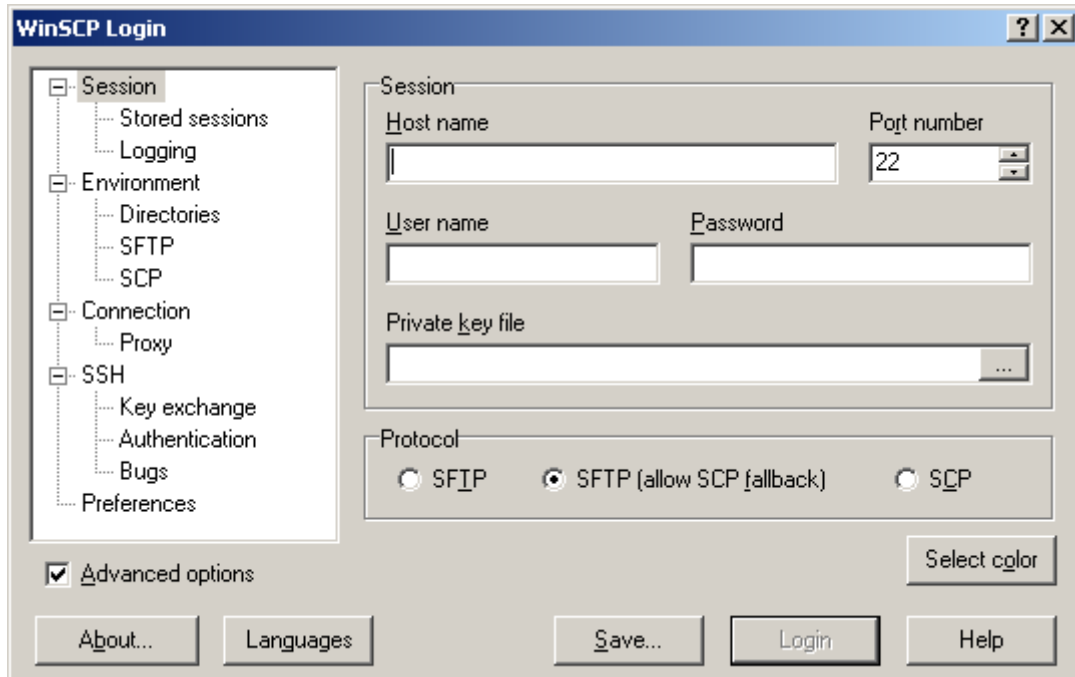 WinSCP Login
Session
Stored sessions
Logging
Environment
Directories
SFTP
SCP
Connection
Proxy
SSH
Key exchange
Authentication
Bugs
Preferences
Advanced options
Session
Host name
Port number
22
User name
Password
Private key file
...
Protocol
SFTP
SFTP (allow SCP fallback)
SCP
Select color
About...
Languages
Save...
Login
Help